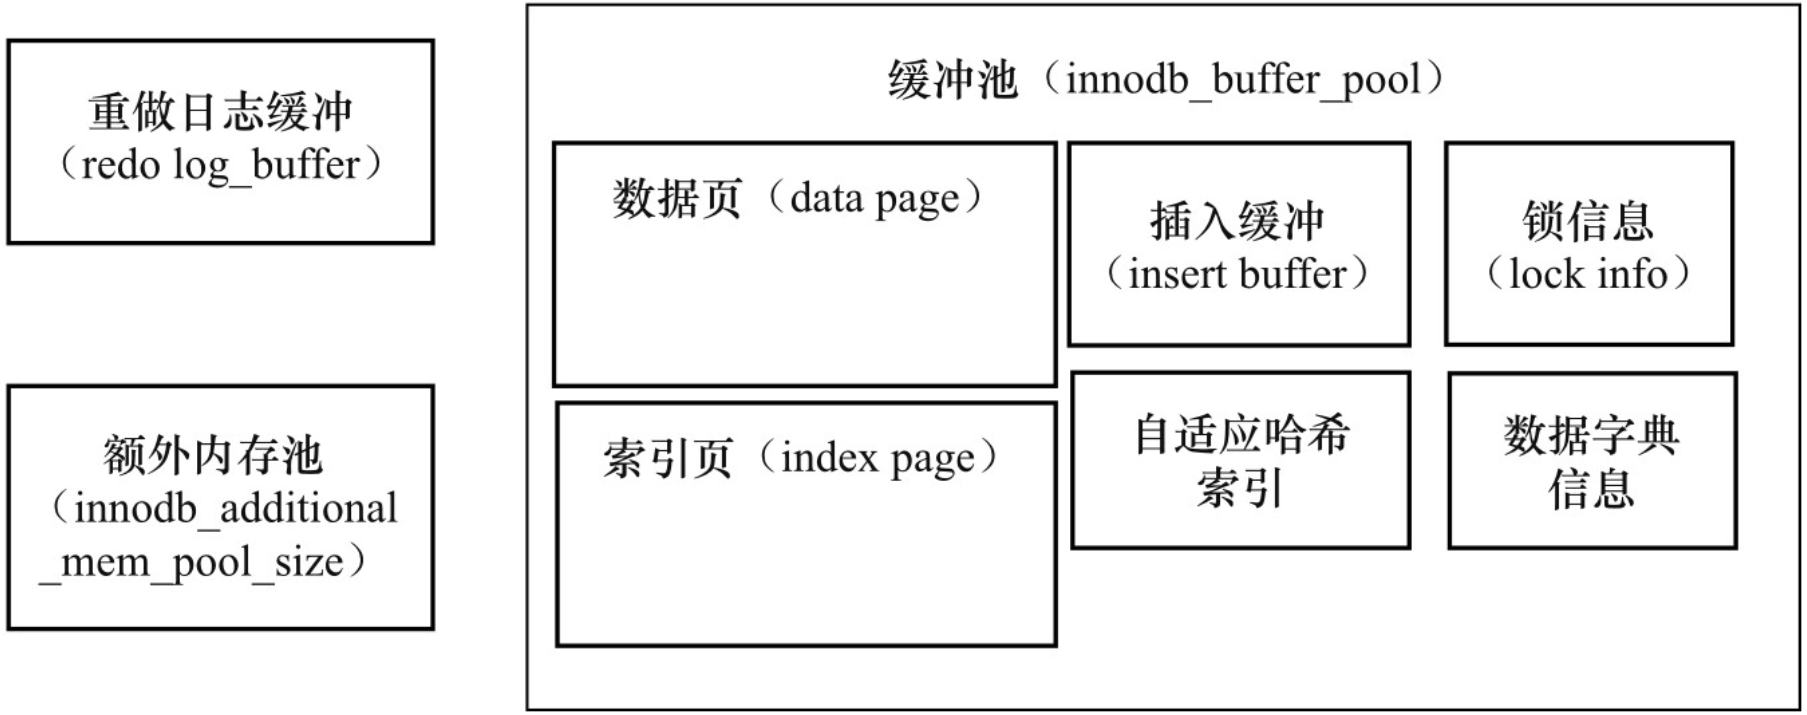 重做日志缓冲
（redo log_buffer）
额外内存池
（innodb_additional
_mem_pool_size）
缓冲池（innodb_buffer_pool）
数据页（data page）
索引页（index page）
插入缓冲
（insert buffer）
锁信息
（lock info）
自适应哈希
索引
数据字典
信息